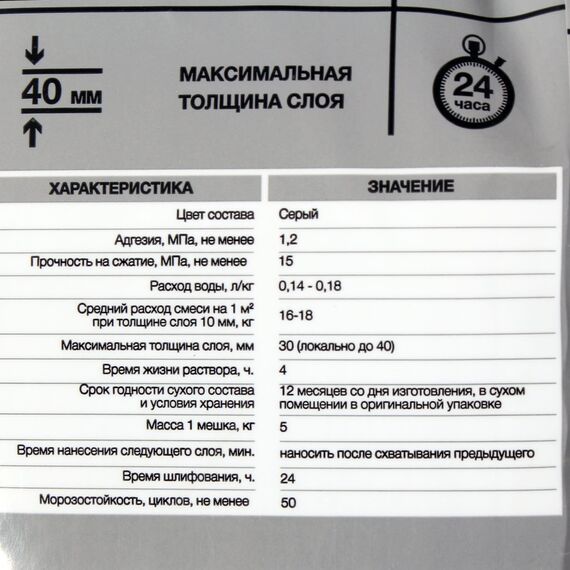 40 мм
МАКСИМАЛЬНАЯ
ТОЛЩИНА СЛОЯ
24
часа
ХАРАКТЕРИСТИКА ЗНАЧЕНИЕ
Цвет состава Серый
Адгезия, МПа, не менее 1,2
Прочность на сжатие, МПа, не менее 15
Расход воды, л/кг 0,14 - 0,18
Средний расход смеси на 1 м²
при толщине слоя 10 мм, кг 16-18
Максимальная толщина слоя, мм 30 (локально до 40)
Время жизни раствора, ч. 4
Срок годности сухого состава 12 месяцев со дня изготовления, в сухом
и условия хранения помещении в оригинальной упаковке
Масса 1 мешка, кг 5
Время нанесения следующего слоя, мин. наносить после схватывания предыдущего
Время шлифования, ч. 24
Морозостойкость, циклов, не менее 50